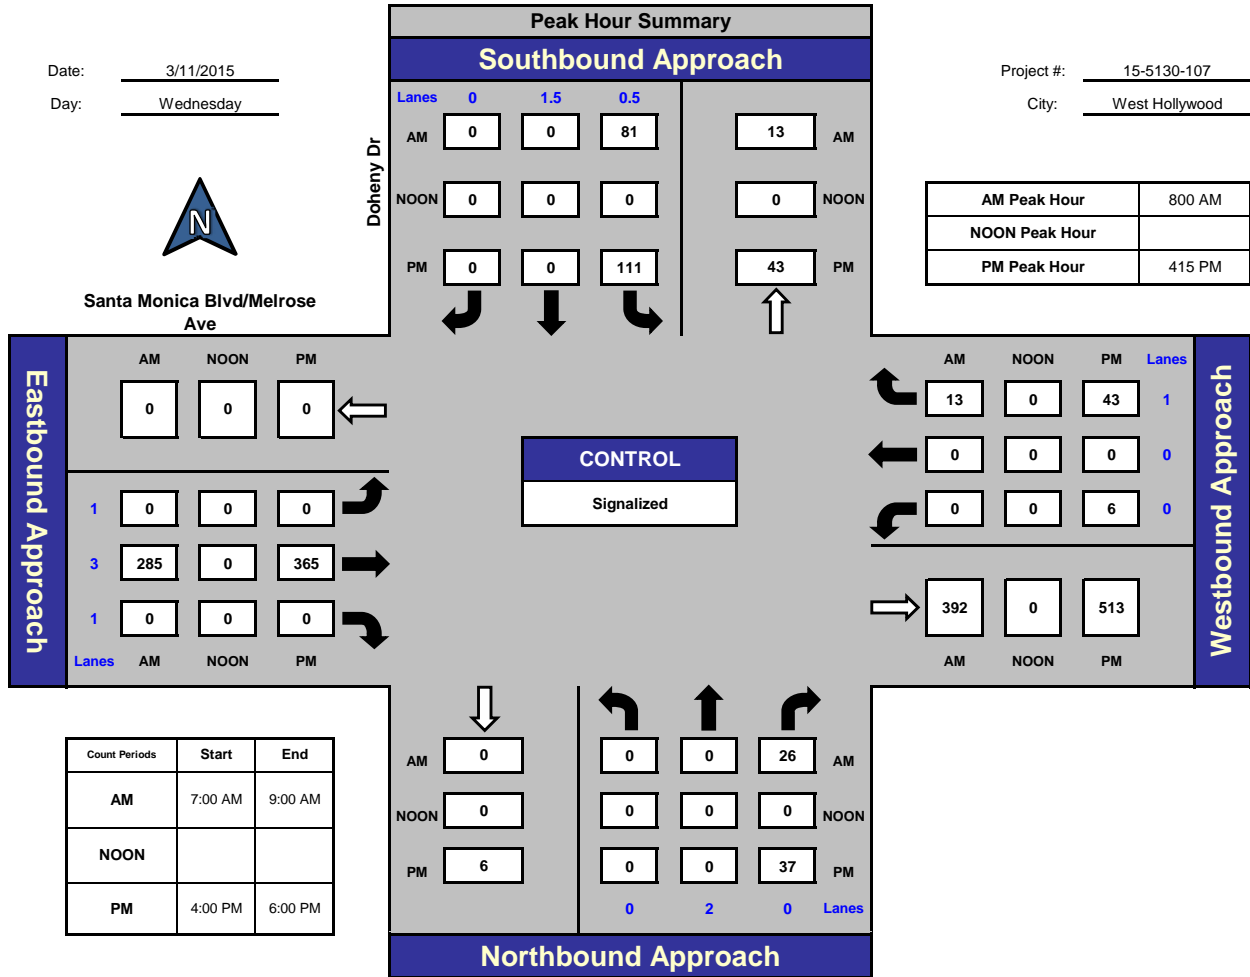 Peak Hour Summary
Southbound Approach
Date: 3/11/2015
Day: Wednesday
Project #: 15-5130-107
City: West Hollywood
Doheny Dr
Lanes 0 1.5 0.5
AM 0 0 81 13 AM
NOON 0 0 0 0 NOON
PM 0 0 111 43 PM
N
AM Peak Hour 800 AM
NOON Peak Hour
PM Peak Hour 415 PM
Santa Monica Blvd/Melrose
Ave
Eastbound Approach
AM NOON PM
0 0 0
1 0 0 0
3 285 0 365
1 0 0 0
Lanes AM NOON PM
CONTROL
Signalized
AM NOON PM Lanes
13 0 43 1
0 0 0 0
0 0 6 0
392 0 513
AM NOON PM
Westbound Approach
Count Periods Start End
AM 7:00 AM 9:00 AM
NOON
PM 4:00 PM 6:00 PM
AM 0 0 0 26 AM
NOON 0 0 0 0 NOON
PM 6 0 0 37 PM
0 2 0 Lanes
Northbound Approach